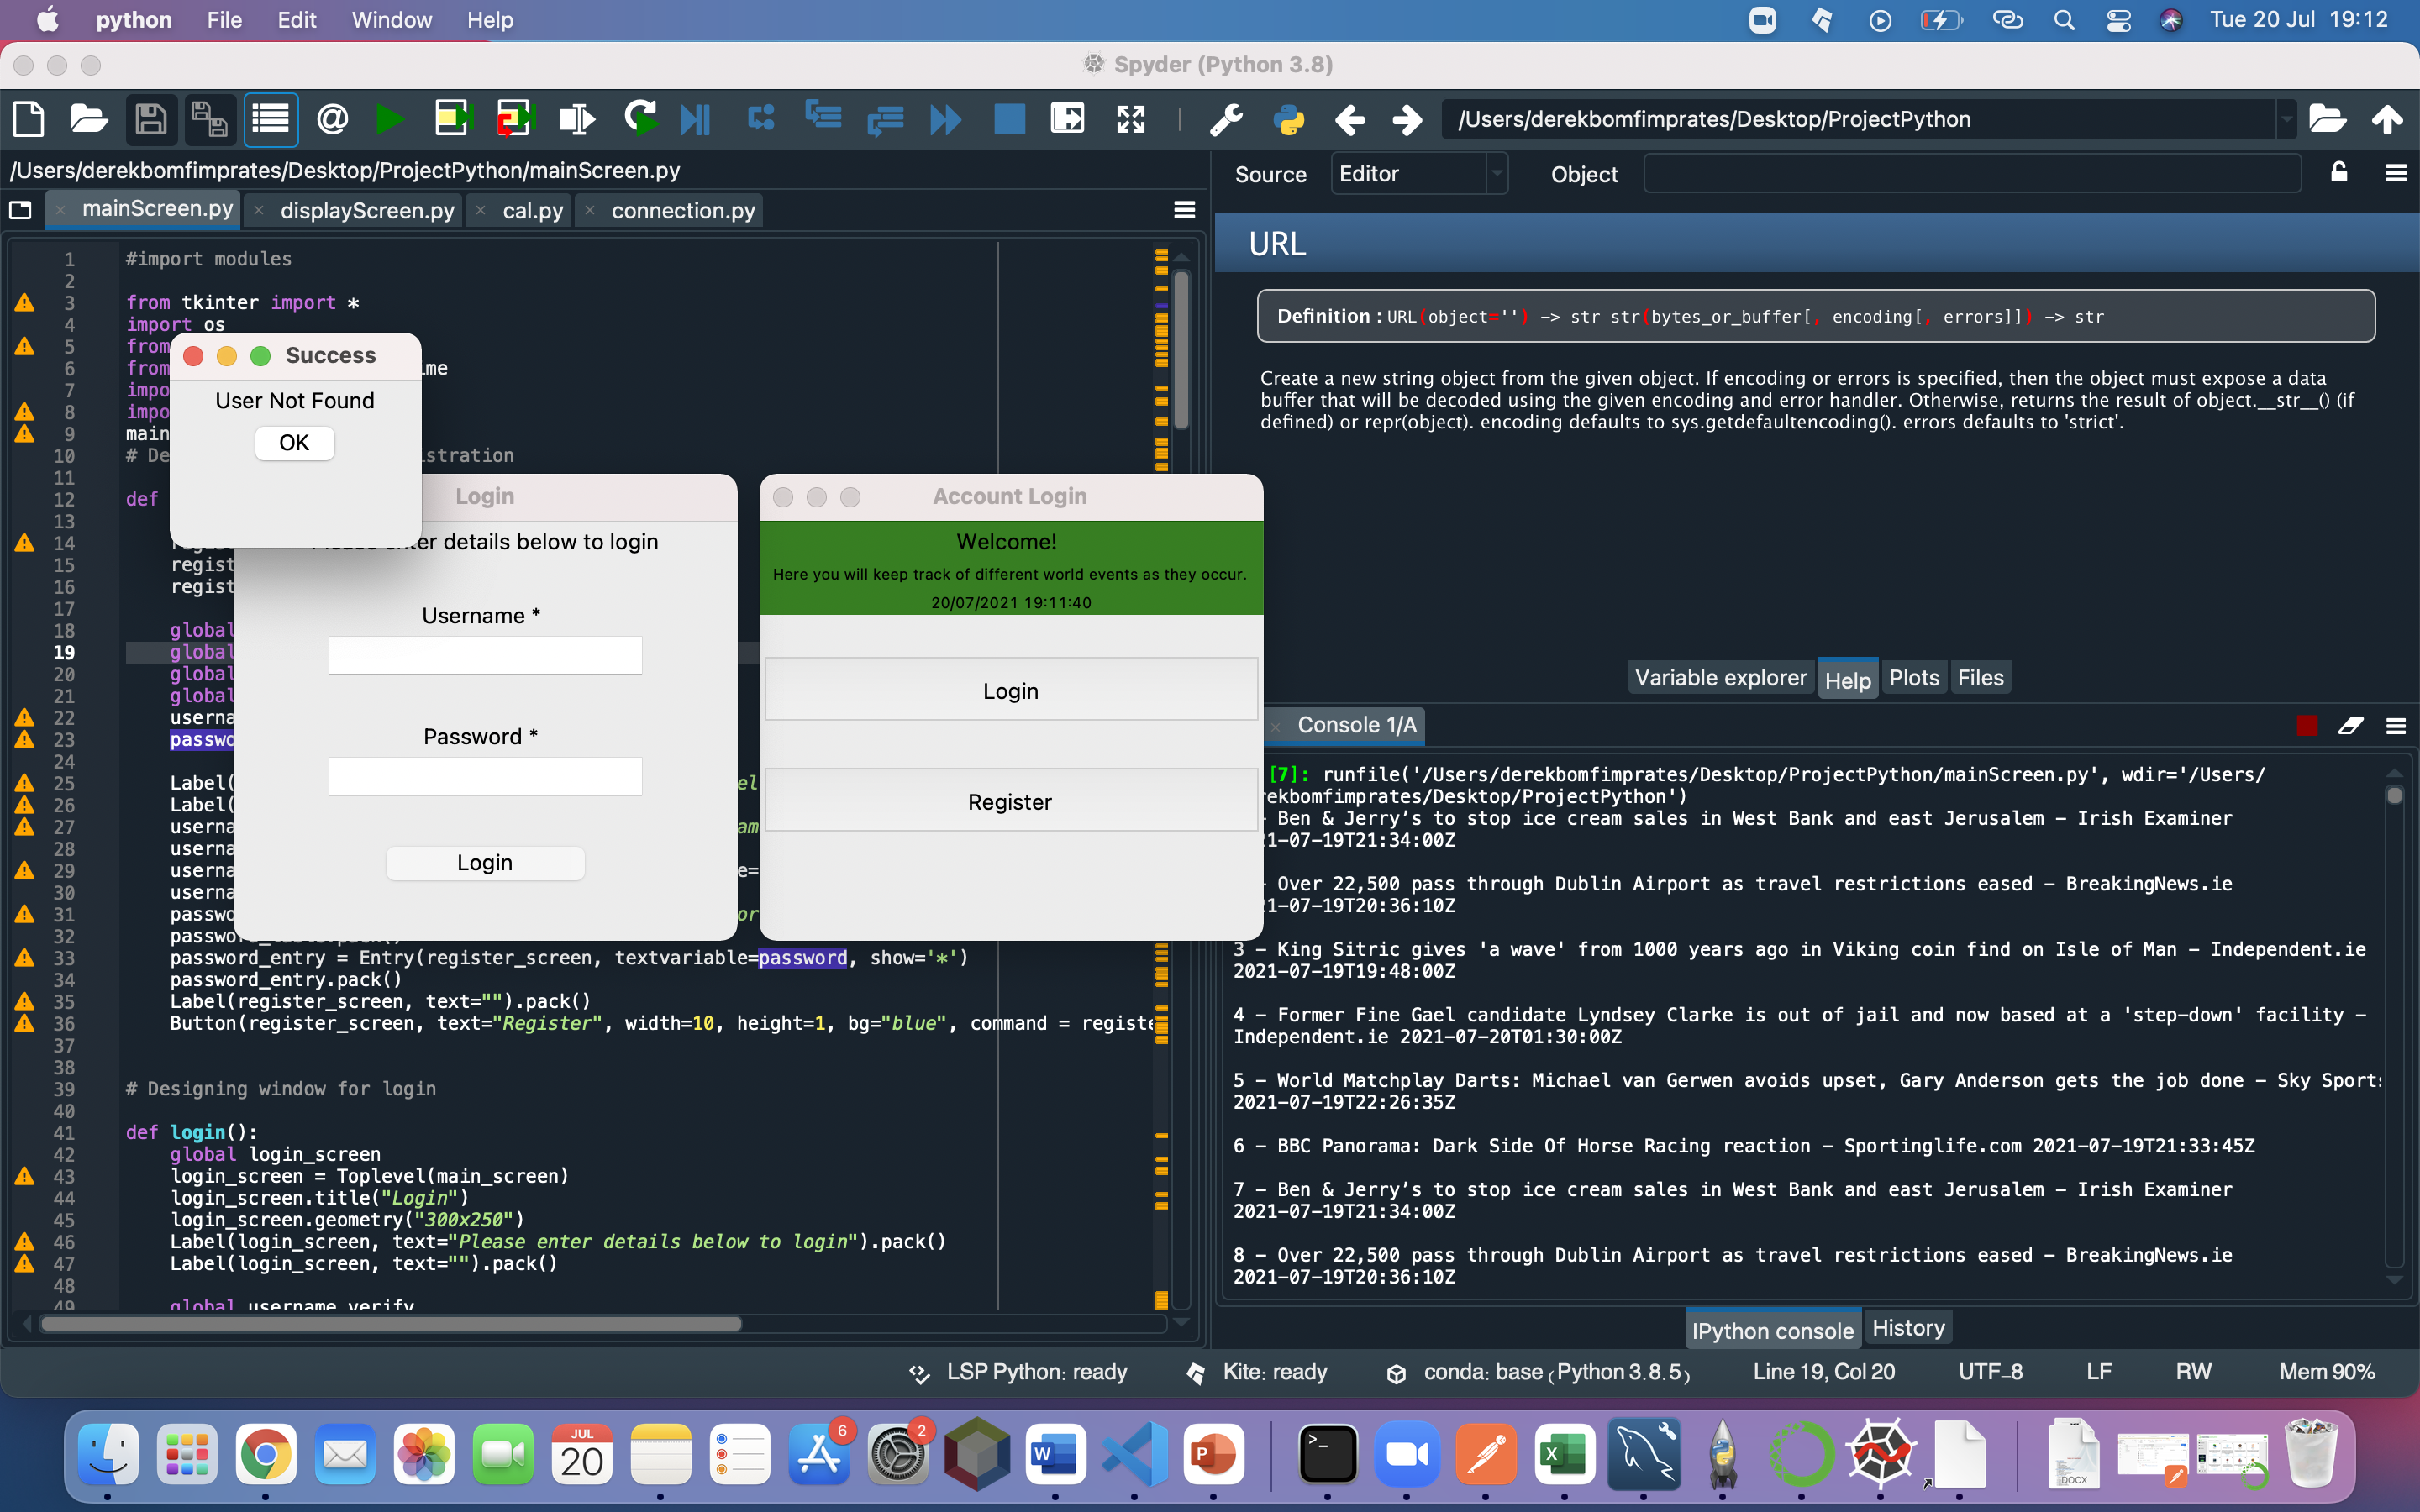 python File Edit Window Help
Tue 20 Jul 19:12
Spyder (Python 3.8)
/Users/derekbomfimprates/Desktop/ProjectPython
/Users/derekbomfimprates/Desktop/ProjectPython/mainScreen.py
mainScreen.py displayScreen.py cal.py connection.py
1 #import modules
2
3 from tkinter import *
4 import os
5 from
6 from
7
8
9 main
10 # De stration
11
12 def
13
14
15 regist
16 regist
17
18 global
19 global
20 global
21 global
22 userna
23 passwo
24
25 Label( el
26 Label(
27 userna am
28 userna
29 userna e=
30 userna
31 passwo or
32
33 password_entry = Entry(register_screen, textvariable=password, show='*')
34 password_entry.pack()
35 Label(register_screen, text="").pack()
36 Button(register_screen, text="Register", width=10, height=1, bg="blue", command = registe
37
38
39 # Designing window for login
40
41 def login():
42 global login_screen
43 login_screen = Toplevel(main_screen)
44 login_screen.title("Login")
45 login_screen.geometry("300x250")
46 Label(login_screen, text="Please enter details below to login").pack()
47 Label(login_screen, text="").pack()
48
49 global username_verify
Success
User Not Found
OK
Login
Please enter details below to login
Username *
Password *
Login
Account Login
Welcome!
Here you will keep track of different world events as they occur.
20/07/2021 19:11:40
Login
Register
Source Editor Object
URL
Definition : URL(object='') -> str str(bytes_or_buffer[, encoding[, errors]]) -> str
Create a new string object from the given object. If encoding or errors is specified, then the object must expose a data
buffer that will be decoded using the given encoding and error handler. Otherwise, returns the result of object.__str__() (if
defined) or repr(object). encoding defaults to sys.getdefaultencoding(). errors defaults to 'strict'.
Variable explorer Help Plots Files
Console 1/A
[7]: runfile('/Users/derekbomfimprates/Desktop/ProjectPython/mainScreen.py', wdir='/Users/
rekbomfimprates/Desktop/ProjectPython')
- Ben & Jerry’s to stop ice cream sales in West Bank and east Jerusalem - Irish Examiner
21-07-19T21:34:00Z
- Over 22,500 pass through Dublin Airport as travel restrictions eased - BreakingNews.ie
21-07-19T20:36:10Z
3 - King Sitric gives 'a wave' from 1000 years ago in Viking coin find on Isle of Man - Independent.ie
2021-07-19T19:48:00Z
4 - Former Fine Gael candidate Lyndsey Clarke is out of jail and now based at a 'step-down' facility -
Independent.ie 2021-07-20T01:30:00Z
5 - World Matchplay Darts: Michael van Gerwen avoids upset, Gary Anderson gets the job done - Sky Sports
2021-07-19T22:26:35Z
6 - BBC Panorama: Dark Side Of Horse Racing reaction - Sportinglife.com 2021-07-19T21:33:45Z
7 - Ben & Jerry’s to stop ice cream sales in West Bank and east Jerusalem - Irish Examiner
2021-07-19T21:34:00Z
8 - Over 22,500 pass through Dublin Airport as travel restrictions eased - BreakingNews.ie
2021-07-19T20:36:10Z
IPython console History
LSP Python: ready Kite: ready conda: base (Python 3.8.5) Line 19, Col 20 UTF-8 LF RW Mem 90%
JUL
20
6
2
W
P
X
DOCX